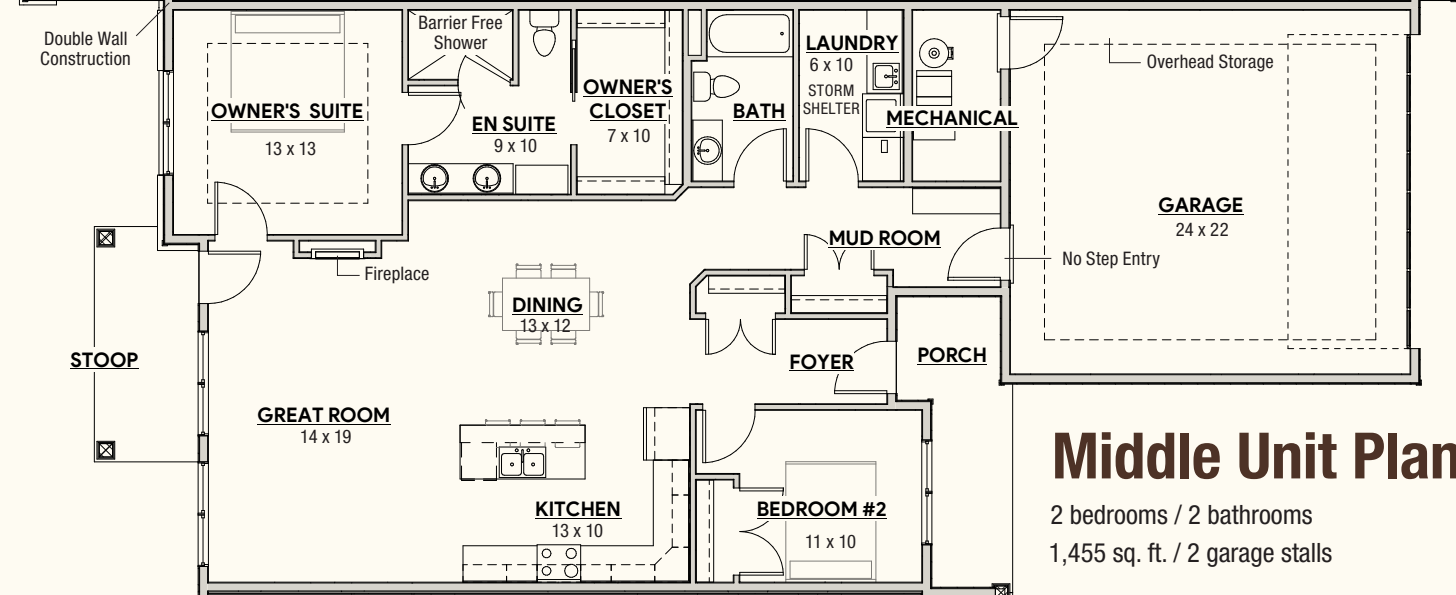 Double Wall
Construction
OWNER'S SUITE
13 x 13
Barrier Free
Shower
EN SUITE
9 x 10
OWNER'S
CLOSET
7 x 10
BATH
LAUNDRY
6 x 10
STORM
SHELTER
MECHANICAL
Overhead Storage
GARAGE
24 x 22
MUD ROOM
No Step Entry
Fireplace
DINING
13 x 12
STOOP
FOYER
PORCH
GREAT ROOM
14 x 19
KITCHEN
13 x 10
BEDROOM #2
11 x 10
Middle Unit Plan
2 bedrooms / 2 bathrooms
1,455 sq. ft. / 2 garage stalls